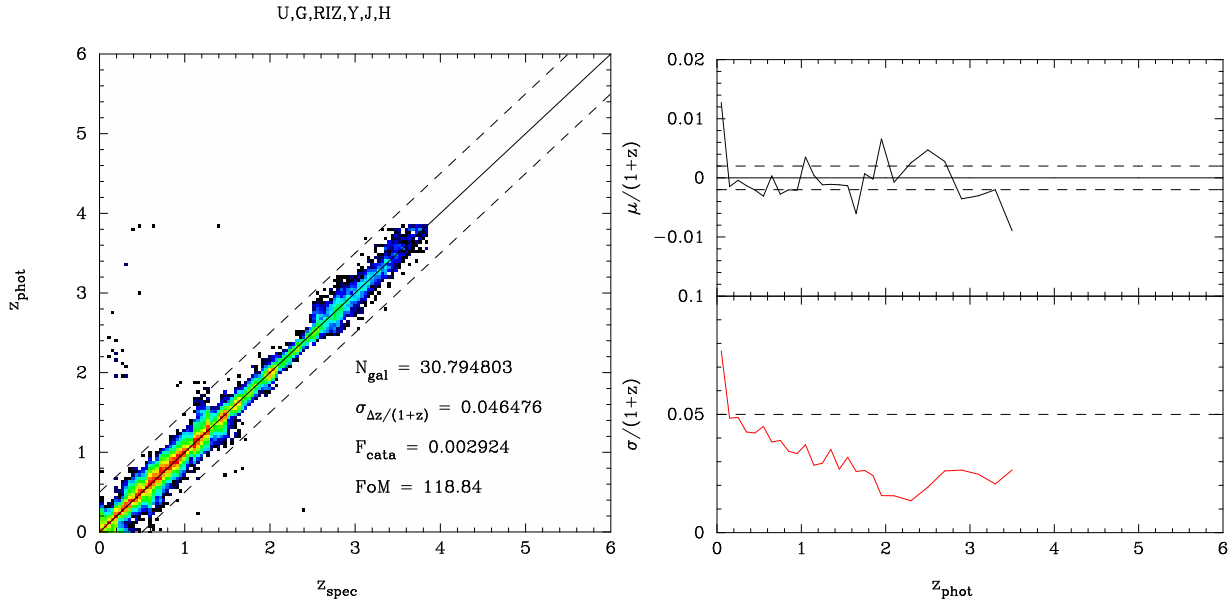 U,G,RIZ,Y,J,H
6
5
4
3
2
1
0
z_phot
N_gal = 30.794803
σ_Δz/(1+z) = 0.046476
F_cata = 0.002924
FoM = 118.84
0 1 2 3 4 5 6
z_spec
0.02
0.01
0
−0.01
μ/(1+z)
0.1
0.05
0
σ/(1+z)
0 1 2 3 4 5 6
z_phot